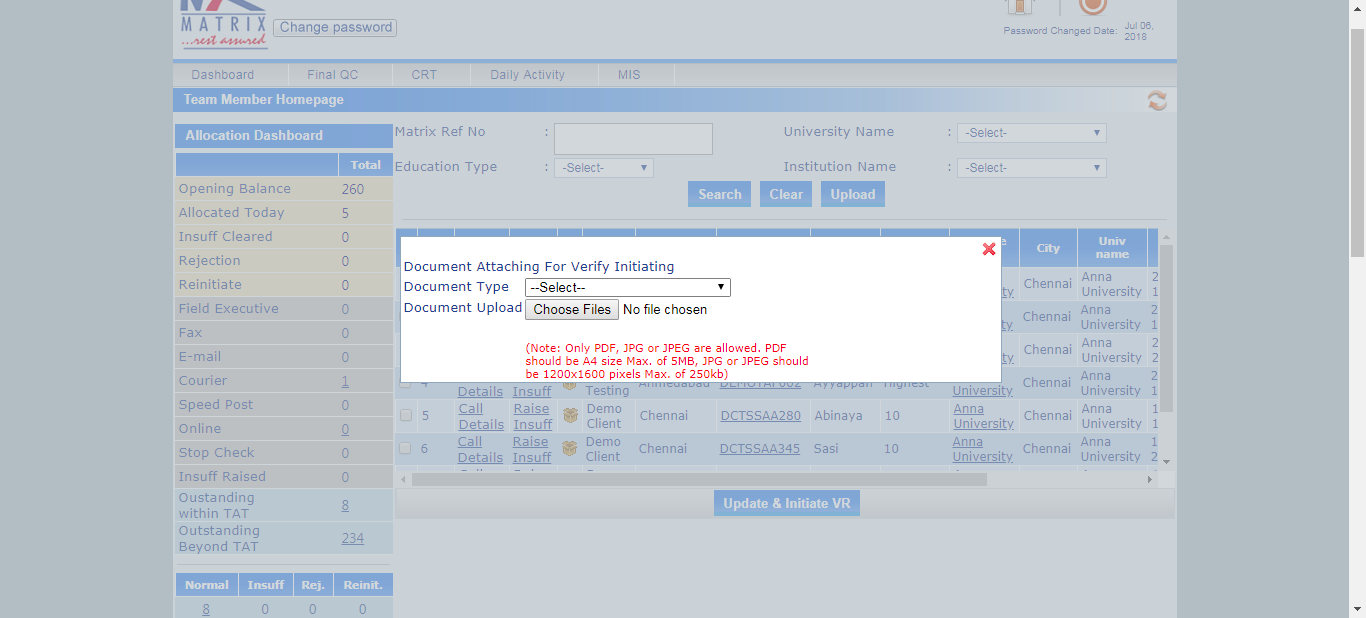 MATRIX
...rest assured
Change password
Password Changed Date: Jul 06, 2018
Dashboard Final QC CRT Daily Activity MIS
Team Member Homepage
Allocation Dashboard
Total
Opening Balance 260
Allocated Today 5
Insuff Cleared 0
Rejection 0
Reinitiate 0
Field Executive 0
Fax 0
E-mail 0
Courier 1
Speed Post 0
Online 0
Stop Check 0
Insuff Raised 0
Oustanding
within TAT 8
Outstanding
Beyond TAT 234
Normal Insuff Rej. Reinit.
8 0 0 0
Matrix Ref No : University Name : -Select-
Education Type : -Select- Institution Name : -Select-
Search Clear Upload
City Univ
name
Chennai Anna
University
Chennai Anna
University
Chennai Anna
University
Document Attaching For Verify Initiating
Document Type --Select--
Document Upload Choose Files No file chosen
(Note: Only PDF, JPG or JPEG are allowed. PDF
should be A4 size Max. of 5MB, JPG or JPEG should
be 1200x1600 pixels Max. of 250kb)
4 Details Insuff Testing Ahmedabad Ayyappan Highest University Chennai Anna
University
5 Call
Details Raise
Insuff Demo
Client Chennai DCTSSAA280 Abinaya 10 Anna
University Chennai Anna
University
6 Call
Details Raise
Insuff Demo
Client Chennai DCTSSAA345 Sasi 10 Anna
University Chennai Anna
University
Update & Initiate VR